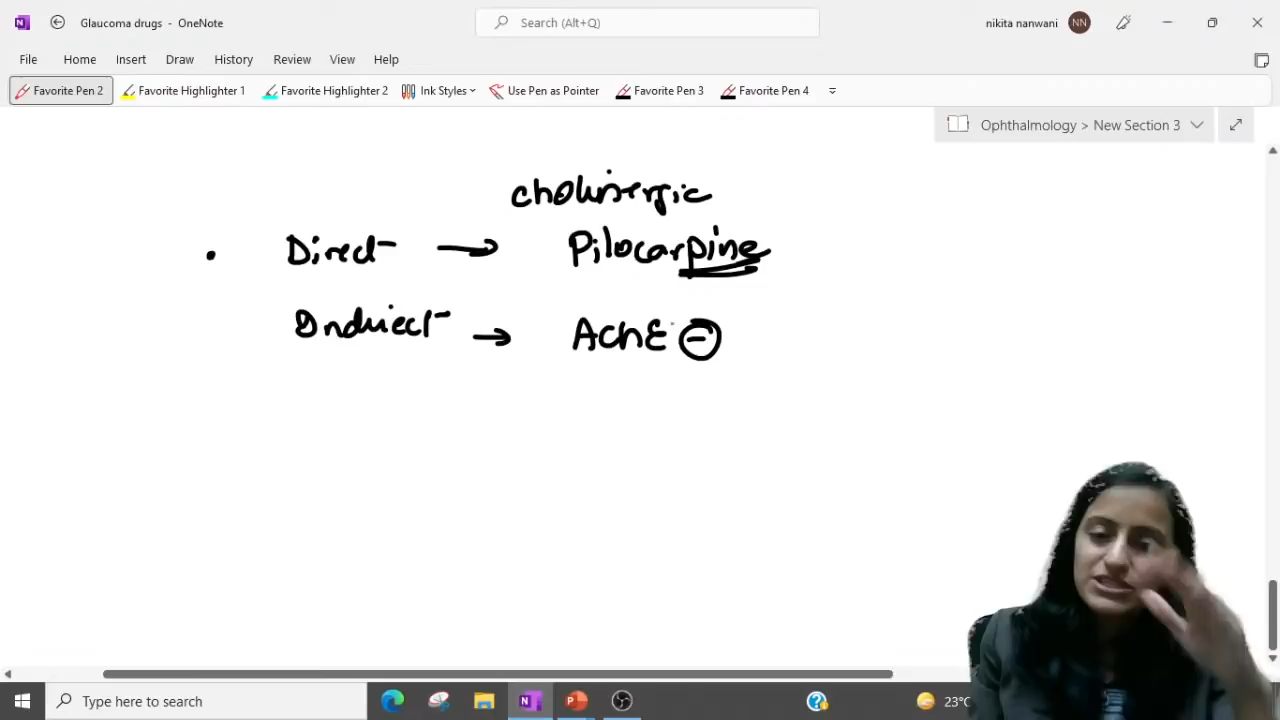 Glaucoma drugs - OneNote
Search (Alt+Q)
nikita nanwani NN
File Home Insert Draw History Review View Help
Favorite Pen 2 Favorite Highlighter 1 Favorite Highlighter 2 Ink Styles Use Pen as Pointer Favorite Pen 3 Favorite Pen 4
Ophthalmology > New Section 3
cholinergic
• Direct → Pilocarpine
Indirect → AchE ⊖
Type here to search
23°C